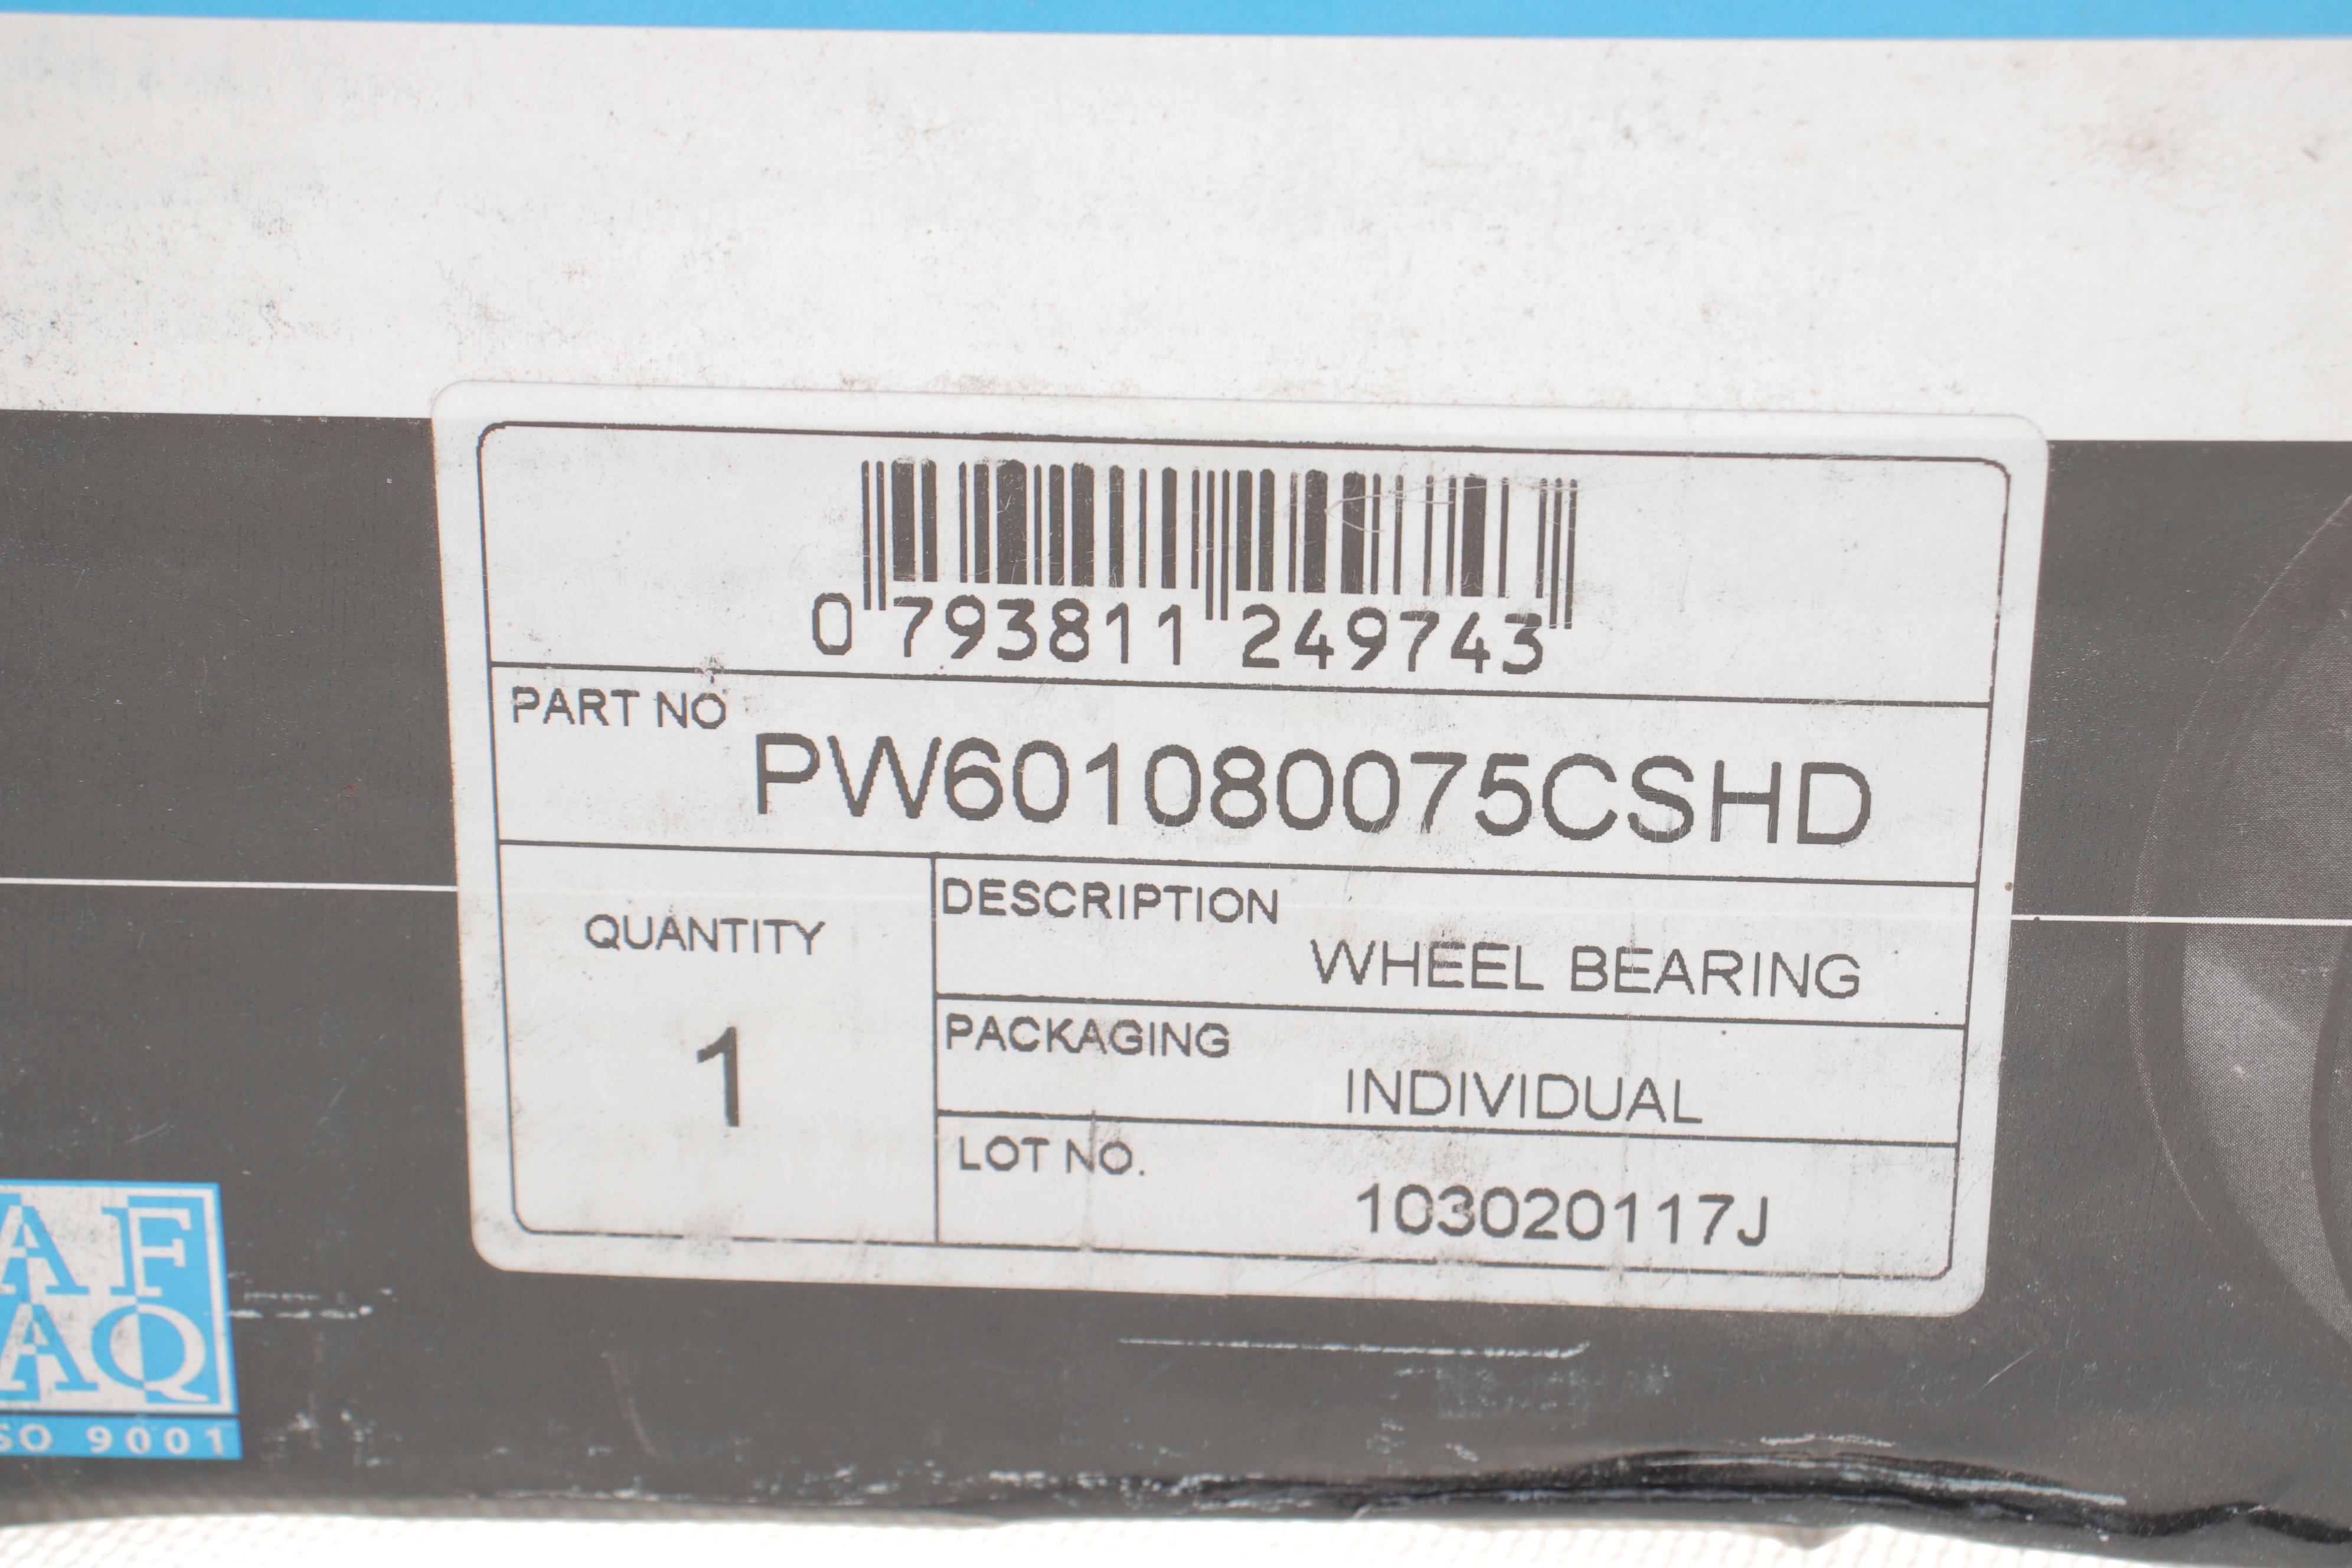 0 793811 249743
PART NO
PW601080075CSHD
QUANTITY
1
DESCRIPTION
WHEEL BEARING
PACKAGING
INDIVIDUAL
LOT NO.
103020117J
AF
AQ
SO 9001